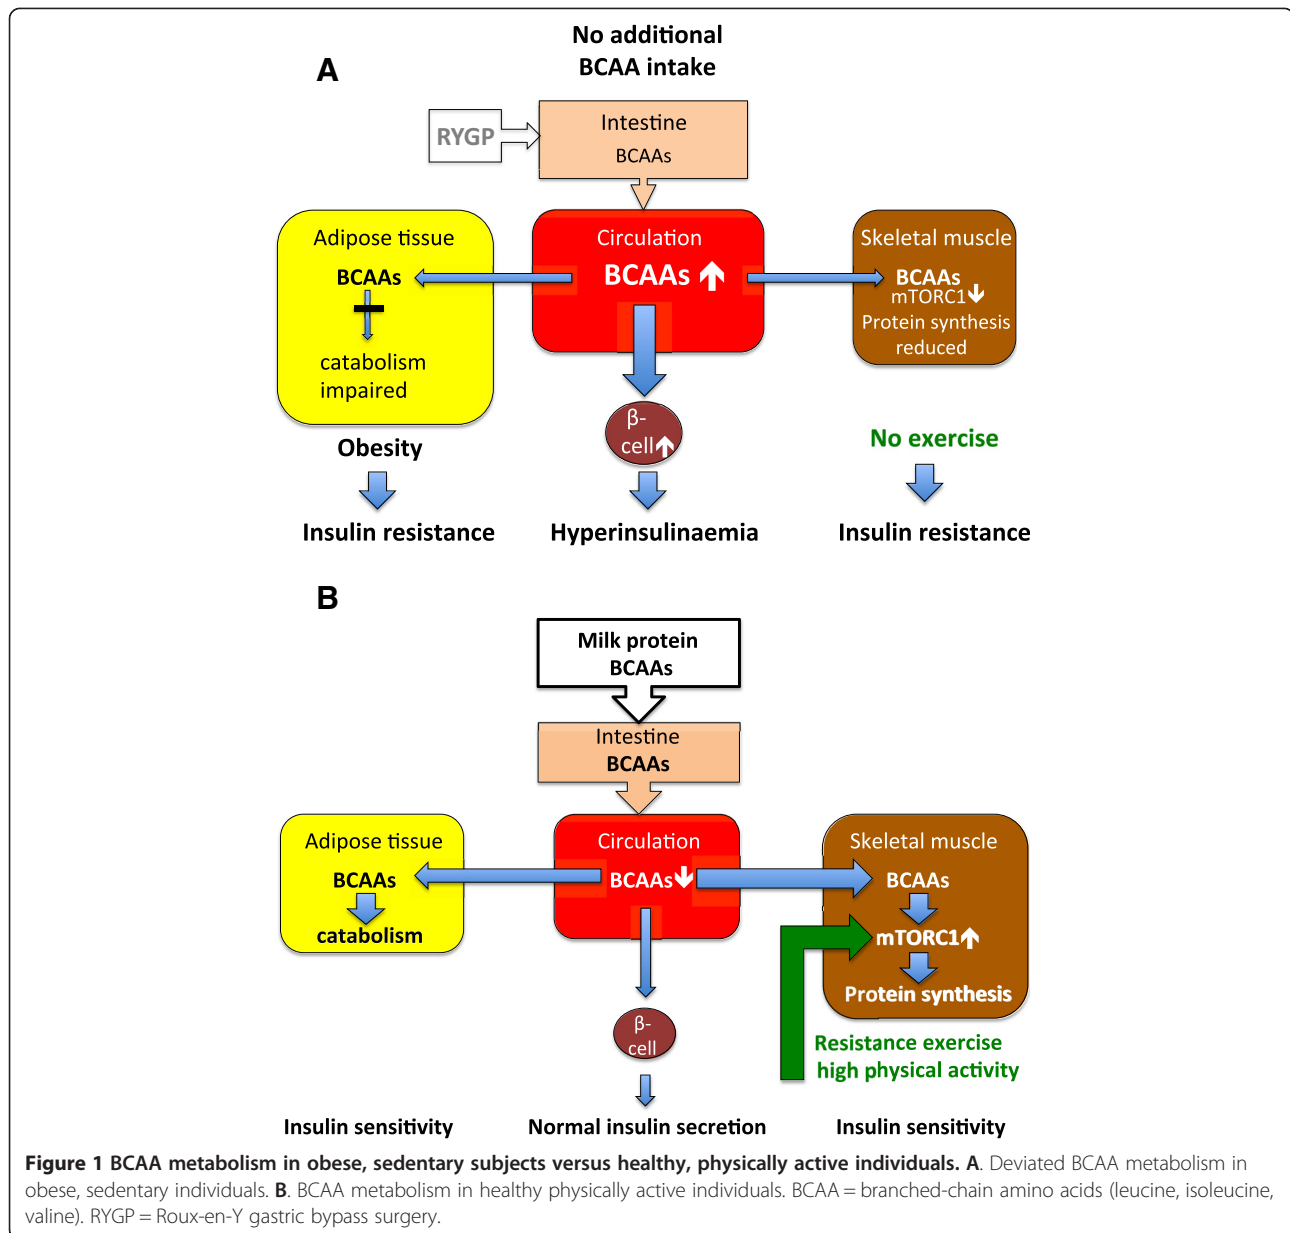 No additional
BCAA intake
A
RYGP
Intestine
BCAAs
Adipose tissue
BCAAs
catabolism
impaired
Circulation
BCAAs
Skeletal muscle
BCAAs
mTORC1
Protein synthesis
reduced
β-
cell
Obesity
No exercise
Insulin resistance
Hyperinsulinaemia
Insulin resistance
B
Milk protein
BCAAs
Intestine
BCAAs
Adipose tissue
BCAAs
catabolism
Circulation
BCAAs
Skeletal muscle
BCAAs
mTORC1
Protein synthesis
β-
cell
Resistance exercise
high physical activity
Insulin sensitivity
Normal insulin secretion
Insulin sensitivity
Figure 1 BCAA metabolism in obese, sedentary subjects versus healthy, physically active individuals. A. Deviated BCAA metabolism in
obese, sedentary individuals. B. BCAA metabolism in healthy physically active individuals. BCAA = branched-chain amino acids (leucine, isoleucine,
valine). RYGP = Roux-en-Y gastric bypass surgery.